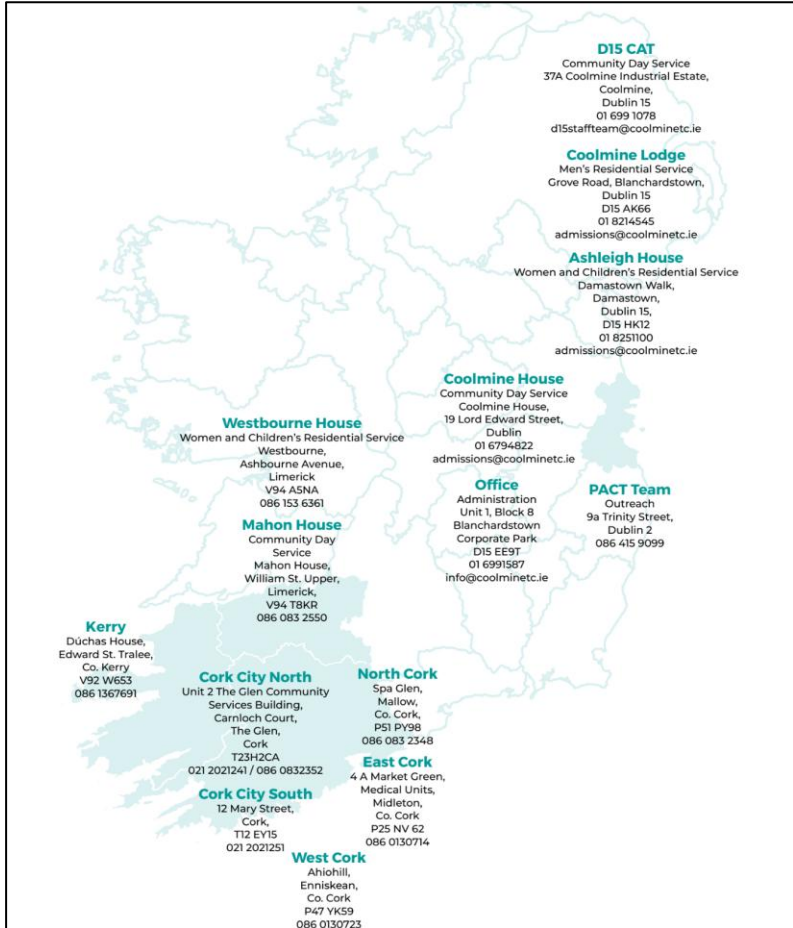 D15 CAT
Community Day Service
37A Coolmine Industrial Estate,
Coolmine,
Dublin 15
01 699 1078
d15staffteam@coolminetc.ie
Coolmine Lodge
Men's Residential Service
Grove Road, Blanchardstown,
Dublin 15
D15 AK66
01 8214545
admissions@coolminetc.ie
Ashleigh House
Women and Children's Residential Service
Damastown Walk,
Damastown,
Dublin 15,
D15 HK12
01 8251100
admissions@coolminetc.ie
Coolmine House
Community Day Service
Coolmine House,
19 Lord Edward Street,
Dublin
01 6794822
admissions@coolminetc.ie
Westbourne House
Women and Children's Residential Service
Westbourne,
Ashbourne Avenue,
Limerick
V94 A5NA
086 153 6361
Office
Administration
Unit 1, Block 8
Blanchardstown
Corporate Park
D15 EE9T
01 6991587
info@coolminetc.ie
PACT Team
Outreach
9a Trinity Street,
Dublin 2
086 415 9099
Mahon House
Community Day
Service
Mahon House,
William St. Upper,
Limerick,
V94 T8KR
086 083 2550
Kerry
Dúchas House,
Edward St. Tralee,
Co. Kerry
V92 W653
086 1367691
Cork City North
Unit 2 The Glen Community
Services Building,
Carnloch Court,
The Glen,
Cork
T23H2CA
021 2021241 / 086 0832352
North Cork
Spa Glen,
Mallow,
Co. Cork,
P51 PY98
086 083 2348
East Cork
4 A Market Green,
Medical Units,
Midleton,
Co. Cork
P25 NV 62
086 0130714
Cork City South
12 Mary Street,
Cork,
T12 EY15
021 2021251
West Cork
Ahiohill,
Enniskean,
Co. Cork
P47 YK59
086 0130723